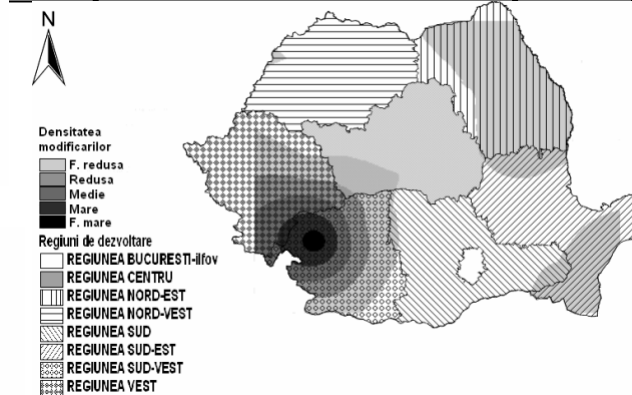 N
Densitatea
modificarilor
F. redusa
Redusa
Medie
Mare
F. mare
Regiuni de dezvoltare
REGIUNEA BUCURESTI-ilfov
REGIUNEA CENTRU
REGIUNEA NORD-EST
REGIUNEA NORD-VEST
REGIUNEA SUD
REGIUNEA SUD-EST
REGIUNEA SUD-VEST
REGIUNEA VEST